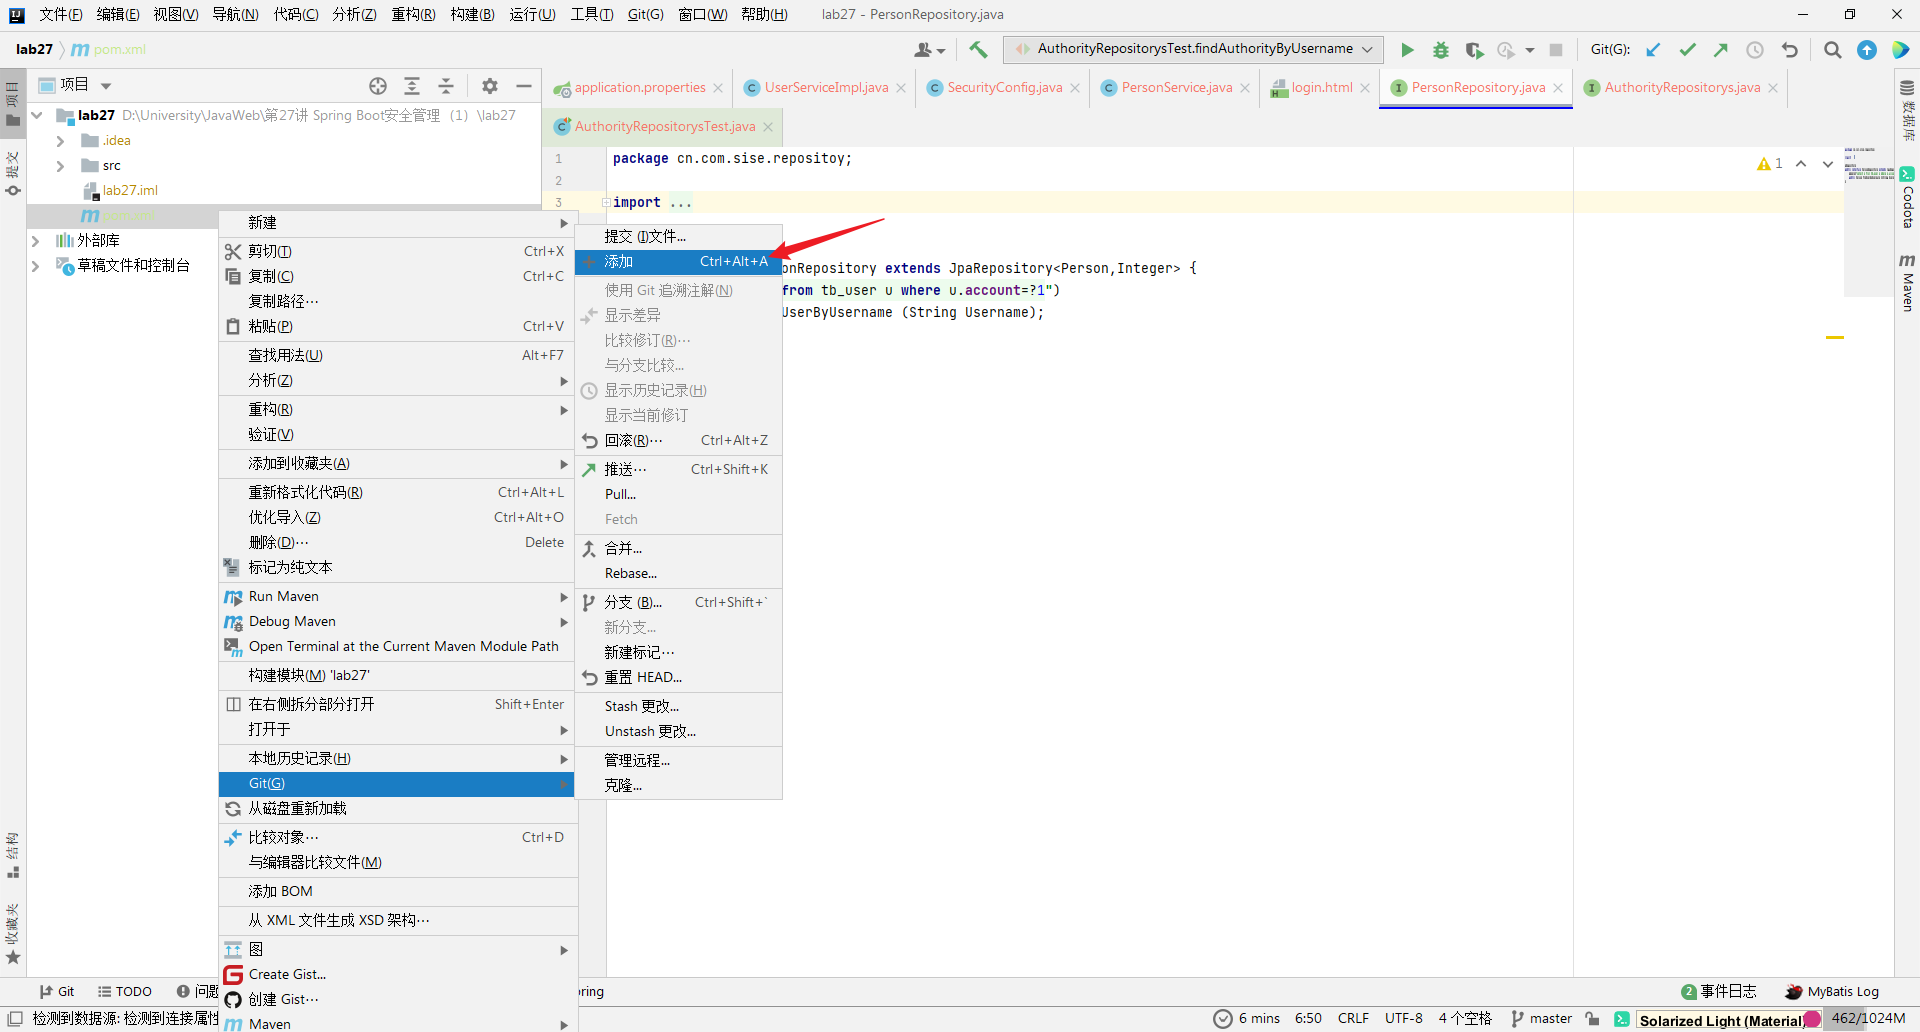 文件(F) 编辑(E) 视图(V) 导航(N) 代码(C) 分析(Z) 重构(R) 构建(B) 运行(U) 工具(T) Git(G) 窗口(W) 帮助(H) lab27 - PersonRepository.java
lab27 pom.xml AuthorityRepositorysTest.findAuthorityByUsername Git(G):
项目
application.properties UserServiceImpl.java SecurityConfig.java PersonService.java login.html PersonRepository.java AuthorityRepositorys.java
AuthorityRepositorysTest.java
lab27 D:\University\JavaWeb\第27讲 Spring Boot安全管理（1）\lab27
.idea
src
lab27.iml
pom.xml
外部库
草稿文件和控制台
项目
提交
结构
收藏夹
数据库
Codota
Maven
1 package cn.com.sise.repositoy;
2
3 import ...
onRepository extends JpaRepository<Person,Integer> {
from tb_user u where u.account=?1")
UserByUsername (String Username);
1
新建
剪切(T) Ctrl+X
复制(C) Ctrl+C
复制路径…
粘贴(P) Ctrl+V
查找用法(U) Alt+F7
分析(Z)
重构(R)
验证(V)
添加到收藏夹(A)
重新格式化代码(R) Ctrl+Alt+L
优化导入(Z) Ctrl+Alt+O
删除(D)… Delete
标记为纯文本
Run Maven
Debug Maven
Open Terminal at the Current Maven Module Path
构建模块(M) 'lab27'
在右侧拆分部分打开 Shift+Enter
打开于
本地历史记录(H)
Git(G)
从磁盘重新加载
比较对象… Ctrl+D
与编辑器比较文件(M)
添加 BOM
从 XML 文件生成 XSD 架构…
图
Create Gist...
创建 Gist…
Maven
提交 (I)文件...
添加 Ctrl+Alt+A
使用 Git 追溯注解(N)
显示差异
比较修订(R)…
与分支比较...
显示历史记录(H)
显示当前修订
回滚(R)… Ctrl+Alt+Z
推送… Ctrl+Shift+K
Pull...
Fetch
合并...
Rebase...
分支 (B)... Ctrl+Shift+`
新分支...
新建标记…
重置 HEAD...
Stash 更改...
Unstash 更改...
管理远程...
克隆...
Git TODO 问题 ring 2 事件日志 MyBatis Log
检测到数据源: 检测到连接属性 6 mins 6:50 CRLF UTF-8 4 个空格 master Solarized Light (Material) 462/1024M